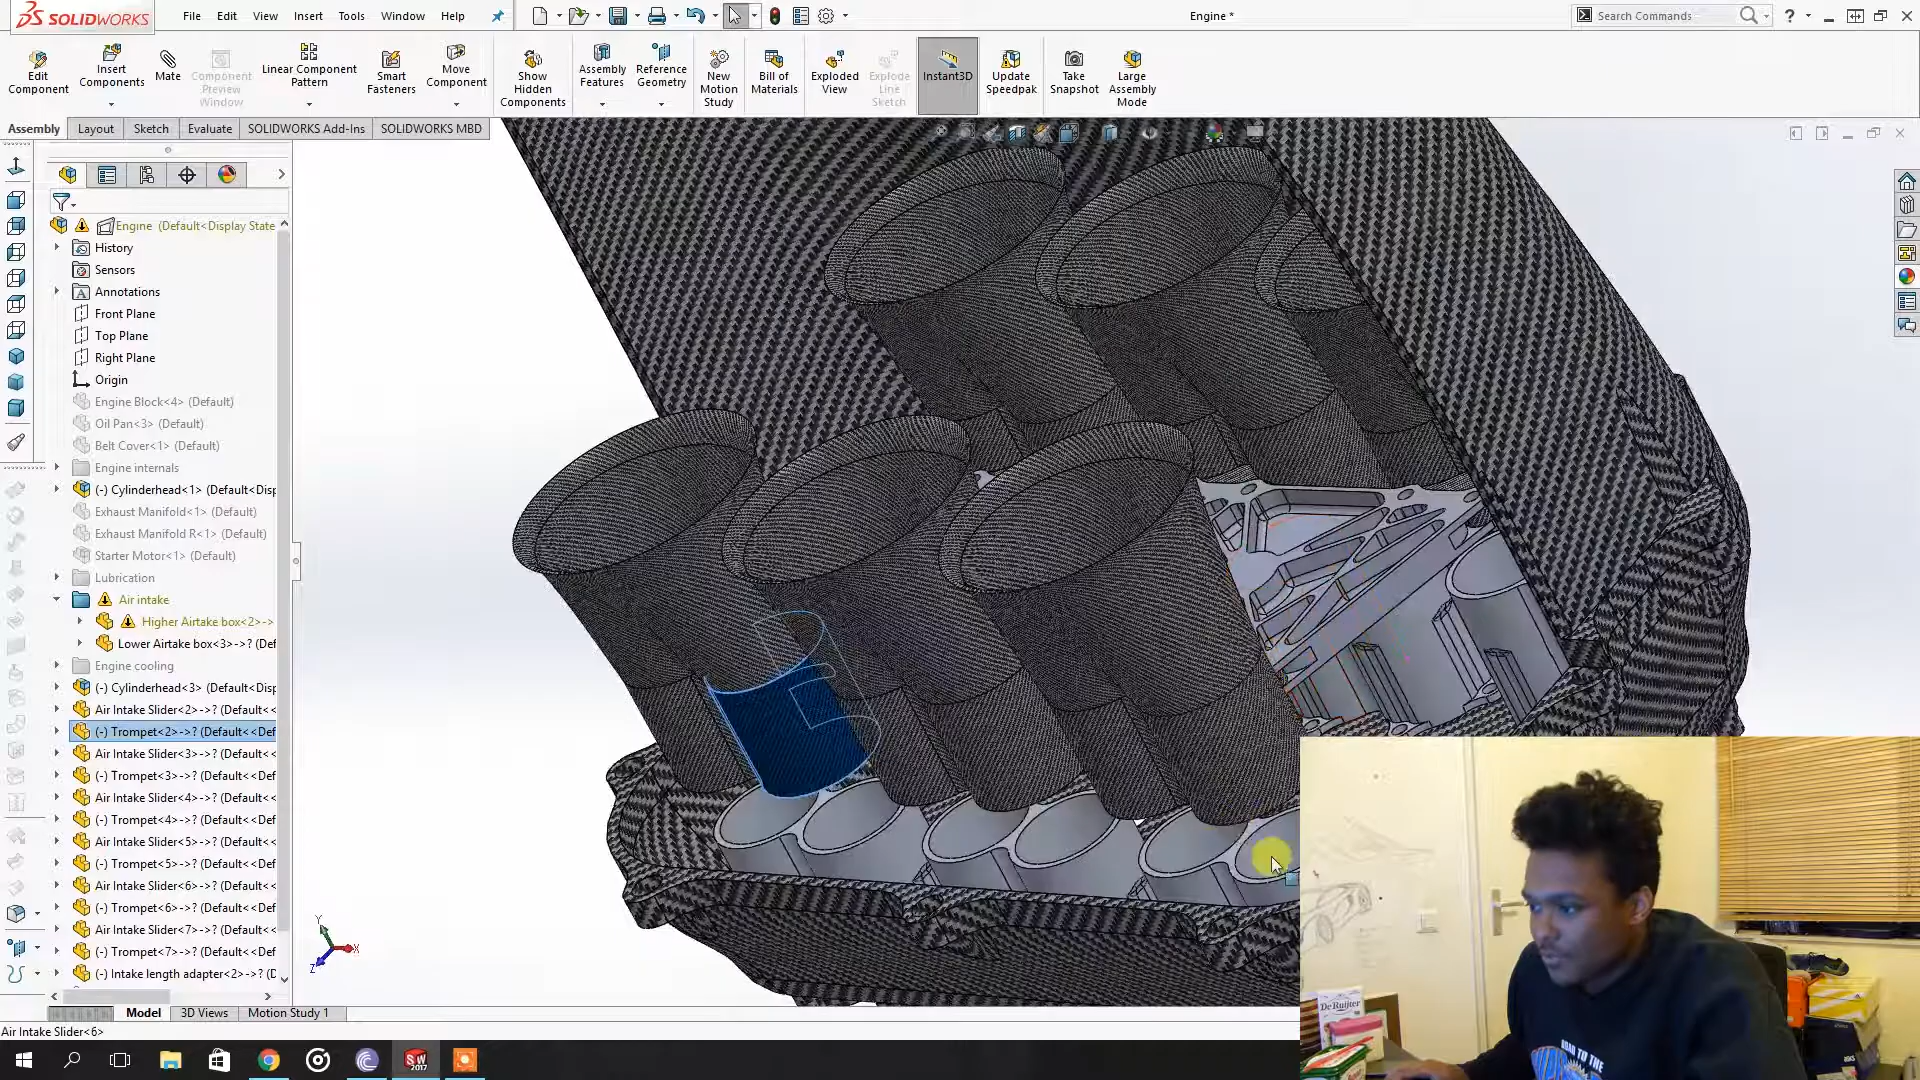 SOLIDWORKS
File Edit View Insert Tools Window Help
Engine *
Search Commands
Edit Component
Insert Components
Mate
Component Preview Window
Linear Component Pattern
Smart Fasteners
Move Component
Show Hidden Components
Assembly Features
Reference Geometry
New Motion Study
Bill of Materials
Exploded View
Explode Line Sketch
Instant3D
Update Speedpak
Take Snapshot
Large Assembly Mode
Assembly Layout Sketch Evaluate SOLIDWORKS Add-Ins SOLIDWORKS MBD
Engine (Default<Display State
History
Sensors
Annotations
Front Plane
Top Plane
Right Plane
Origin
Engine Block<4> (Default)
Oil Pan<3> (Default)
Belt Cover<1> (Default)
Engine internals
(-) Cylinderhead<1> (Default<Disp
Exhaust Manifold<1> (Default)
Exhaust Manifold R<1> (Default)
Starter Motor<1> (Default)
Lubrication
Air intake
Higher Airtake box<2>->
Lower Airtake box<3>->? (Def
Engine cooling
(-) Cylinderhead<3> (Default<Disp
Air Intake Slider<2>->? (Default<<
(-) Trompet<2>->? (Default<<Def
Air Intake Slider<3>->? (Default<<
(-) Trompet<3>->? (Default<<Def
Air Intake Slider<4>->? (Default<<
(-) Trompet<4>->? (Default<<Def
Air Intake Slider<5>->? (Default<<
(-) Trompet<5>->? (Default<<Def
Air Intake Slider<6>->? (Default<<
(-) Trompet<6>->? (Default<<Def
Air Intake Slider<7>->? (Default<<
(-) Trompet<7>->? (Default<<Def
(-) Intake length adapter<2>->? (D
Y
X
Z
Model 3D Views Motion Study 1
Air Intake Slider<6>
SW
2017
DeRuijter
ROAD TO THE